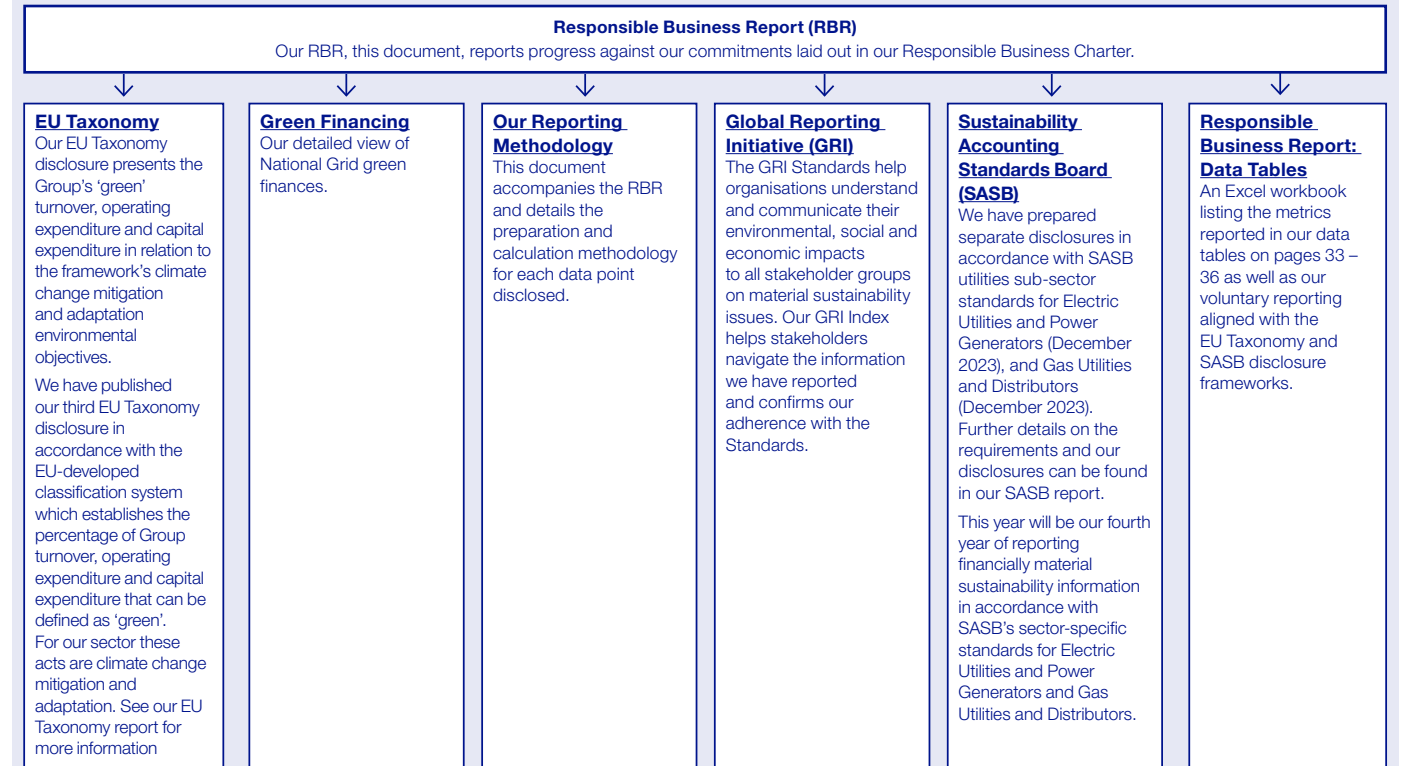 Responsible Business Report (RBR)
Our RBR, this document, reports progress against our commitments laid out in our Responsible Business Charter.
EU Taxonomy
Our EU Taxonomy
disclosure presents the
Group's 'green'
turnover, operating
expenditure and capital
expenditure in relation to
the framework's climate
change mitigation
and adaptation
environmental
objectives.
We have published
our third EU Taxonomy
disclosure in
accordance with the
EU-developed
classification system
which establishes the
percentage of Group
turnover, operating
expenditure and capital
expenditure that can be
defined as 'green'.
For our sector these
acts are climate change
mitigation and
adaptation. See our EU
Taxonomy report for
more information
Green Financing
Our detailed view of
National Grid green
finances.
Our Reporting
Methodology
This document
accompanies the RBR
and details the
preparation and
calculation methodology
for each data point
disclosed.
Global Reporting
Initiative (GRI)
The GRI Standards help
organisations understand
and communicate their
environmental, social and
economic impacts
to all stakeholder groups
on material sustainability
issues. Our GRI Index
helps stakeholders
navigate the information
we have reported
and confirms our
adherence with the
Standards.
Sustainability
Accounting
Standards Board
(SASB)
We have prepared
separate disclosures in
accordance with SASB
utilities sub-sector
standards for Electric
Utilities and Power
Generators (December
2023), and Gas Utilities
and Distributors
(December 2023).
Further details on the
requirements and our
disclosures can be found
in our SASB report.
This year will be our fourth
year of reporting
financially material
sustainability information
in accordance with
SASB's sector-specific
standards for Electric
Utilities and Power
Generators and Gas
Utilities and Distributors.
Responsible
Business Report:
Data Tables
An Excel workbook
listing the metrics
reported in our data
tables on pages 33 –
36 as well as our
voluntary reporting
aligned with the
EU Taxonomy and
SASB disclosure
frameworks.